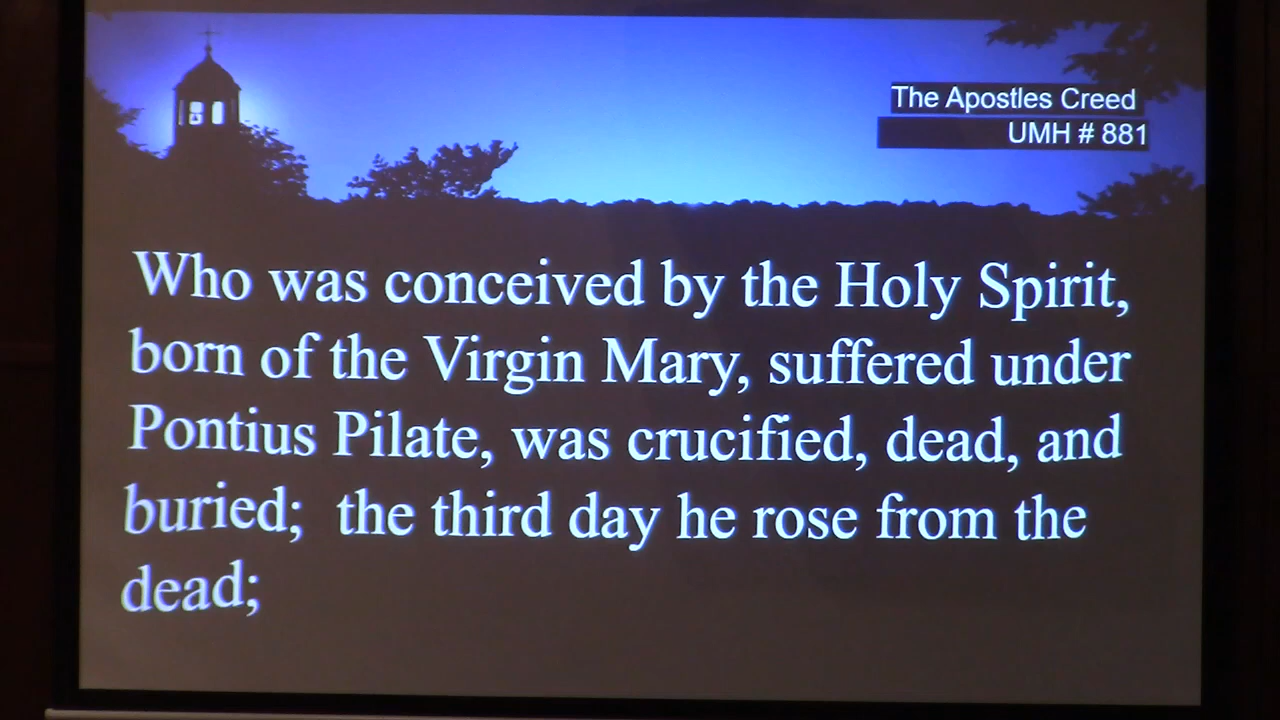 The Apostles Creed
UMH # 881
Who was conceived by the Holy Spirit,
born of the Virgin Mary, suffered under
Pontius Pilate, was crucified, dead, and
buried;  the third day he rose from the
dead;